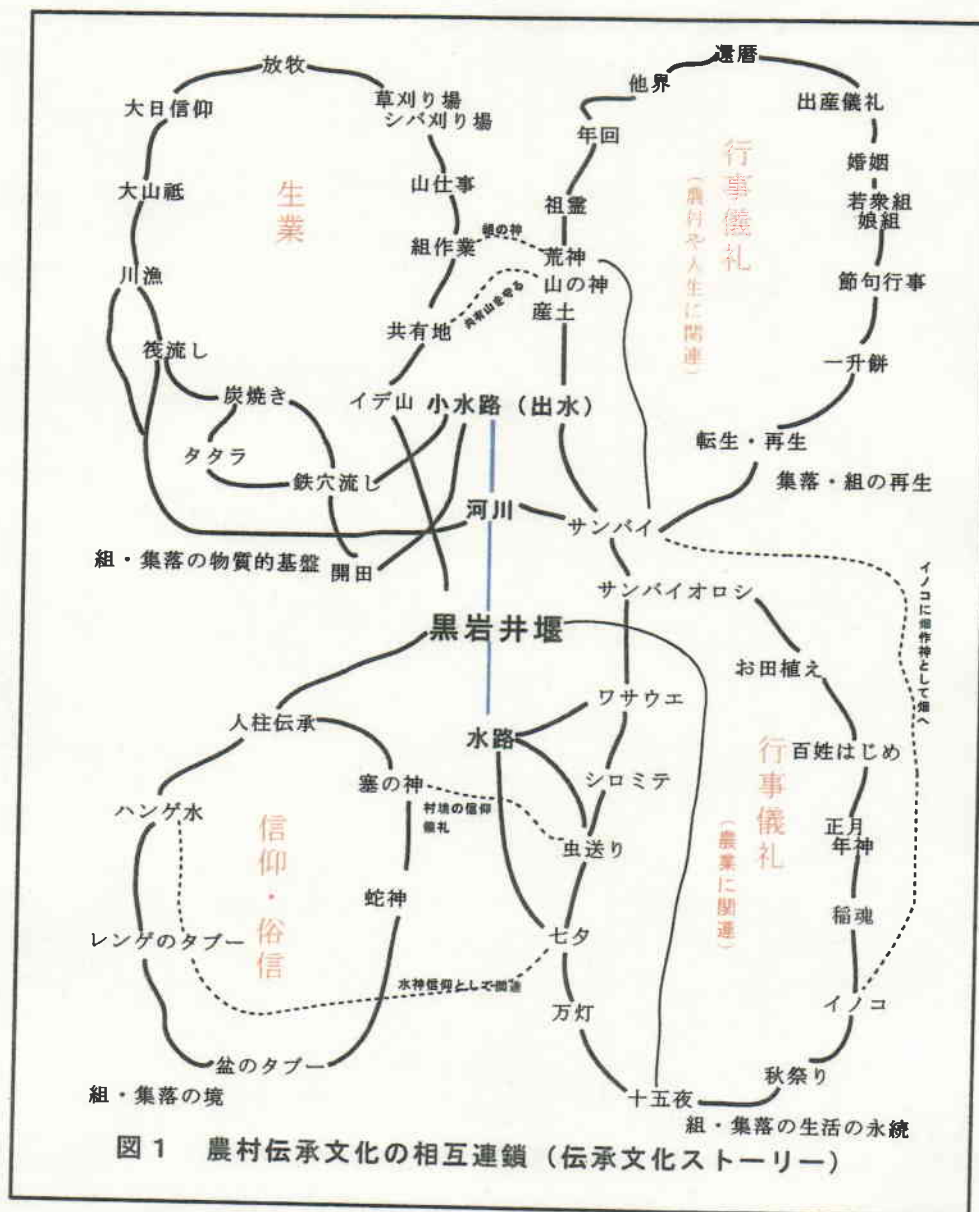 放牧
大日信仰
草刈り場
シバ刈り場
大山祗
生業
山仕事
組作業
川漁
共有地
筏流し
炭焼き
イデ山
タタラ
鉄穴流し
開田
組・集落の物質的基盤
還暦
他界
出産儀礼
年回
行事儀礼
(農村や人生に関連)
婚姻
若衆組
娘組
祖霊
荒神
山の神
産土
共有山を守る
節句行事
一升餅
小水路(出水)
転生・再生
集落・組の再生
河川
サンバイ
黒岩井堰
サンバイオロシ
イノコに畑作神として畑へ
お田植え
人柱伝承
水路
ワサウエ
百姓はじめ
塞の神
シロミテ
行事儀礼
(農業に関連)
ハンゲ水
村境の信仰
儀礼
虫送り
正月
年神
信仰・俗信
蛇神
稲魂
レンゲのタブー
七夕
水神信仰として関連
イノコ
万灯
盆のタブー
秋祭り
組・集落の境
十五夜
組・集落の生活の永続
図1 農村伝承文化の相互連鎖(伝承文化ストーリー)